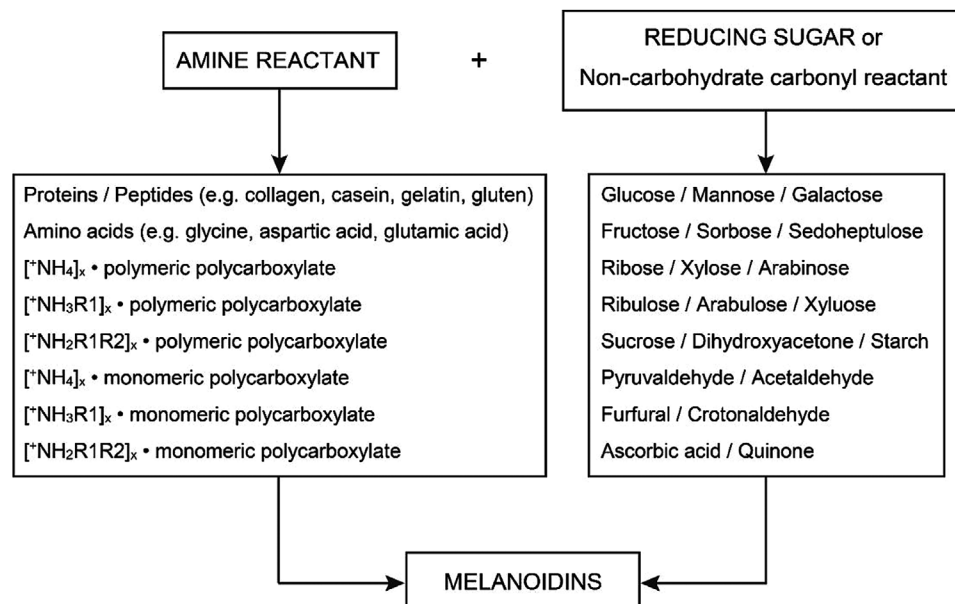 AMINE REACTANT
+
REDUCING SUGAR or
Non-carbohydrate carbonyl reactant
Proteins / Peptides (e.g. collagen, casein, gelatin, gluten)
Amino acids (e.g. glycine, aspartic acid, glutamic acid)
[⁺NH₄]ₓ • polymeric polycarboxylate
[⁺NH₃R1]ₓ • polymeric polycarboxylate
[⁺NH₂R1R2]ₓ • polymeric polycarboxylate
[⁺NH₄]ₓ • monomeric polycarboxylate
[⁺NH₃R1]ₓ • monomeric polycarboxylate
[⁺NH₂R1R2]ₓ • monomeric polycarboxylate
Glucose / Mannose / Galactose
Fructose / Sorbose / Sedoheptulose
Ribose / Xylose / Arabinose
Ribulose / Arabulose / Xyluose
Sucrose / Dihydroxyacetone / Starch
Pyruvaldehyde / Acetaldehyde
Furfural / Crotonaldehyde
Ascorbic acid / Quinone
MELANOIDINS